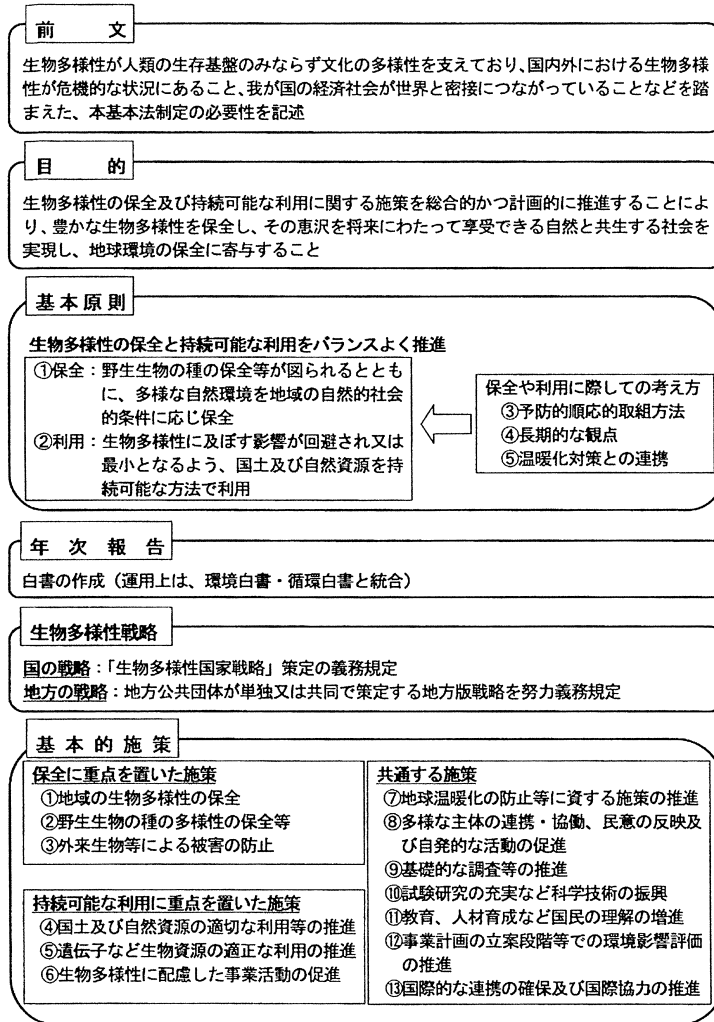 前 文
生物多様性が人類の生存基盤のみならず文化の多様性を支えており、国内外における生物多様
性が危機的な状況にあること、我が国の経済社会が世界と密接につながっていることなどを踏
まえた、本基本法制定の必要性を記述
目 的
生物多様性の保全及び持続可能な利用に関する施策を総合的かつ計画的に推進することによ
り、豊かな生物多様性を保全し、その恵沢を将来にわたって享受できる自然と共生する社会を
実現し、地球環境の保全に寄与すること
基本原則
生物多様性の保全と持続可能な利用をバランスよく推進
①保全：野生生物の種の保全等が図られるととも
に、多様な自然環境を地域の自然的社会
的条件に応じ保全
②利用：生物多様性に及ぼす影響が回避され又は
最小となるよう、国土及び自然資源を持
続可能な方法で利用
保全や利用に際しての考え方
③予防的順応的取組方法
④長期的な観点
⑤温暖化対策との連携
年 次 報 告
白書の作成（運用上は、環境白書・循環白書と統合）
生物多様性戦略
国の戦略：「生物多様性国家戦略」策定の義務規定
地方の戦略：地方公共団体が単独又は共同で策定する地方版戦略を努力義務規定
基 本 的 施 策
保全に重点を置いた施策
①地域の生物多様性の保全
②野生生物の種の多様性の保全等
③外来生物等による被害の防止
持続可能な利用に重点を置いた施策
④国土及び自然資源の適切な利用等の推進
⑤遺伝子など生物資源の適正な利用の推進
⑥生物多様性に配慮した事業活動の促進
共通する施策
⑦地球温暖化の防止等に資する施策の推進
⑧多様な主体の連携・協働、民意の反映及
び自発的な活動の促進
⑨基礎的な調査等の推進
⑩試験研究の充実など科学技術の振興
⑪教育、人材育成など国民の理解の増進
⑫事業計画の立案段階等での環境影響評価
の推進
⑬国際的な連携の確保及び国際協力の推進